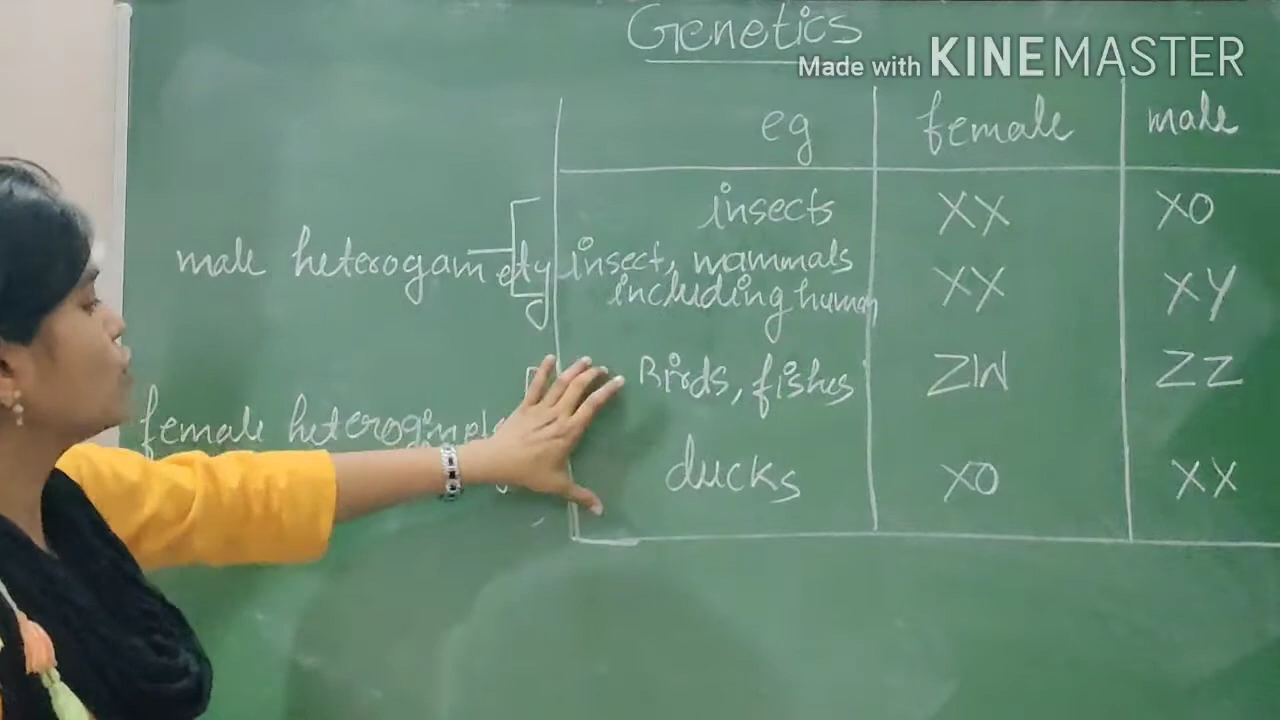 Genetics
Made with KINEMASTER
eg female male
insects XX XO
male heterogamety insect, mammals
including human XX XY
Birds, fishes ZW ZZ
female
ducks XO XX